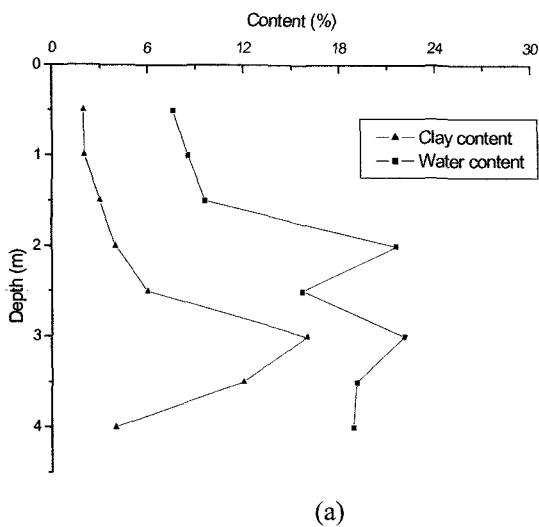 Content (%)
0 6 12 18 24 30
0
1
2
3
4
Depth (m)
Clay content
Water content
(a)